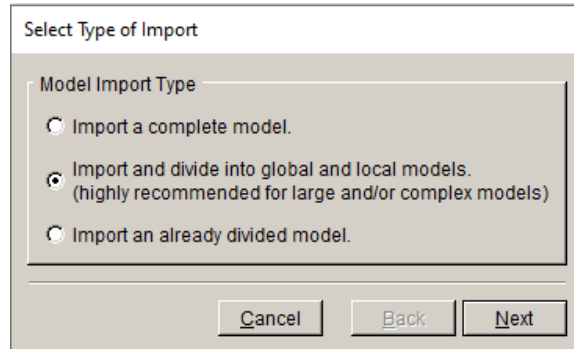 Select Type of Import
Model Import Type
Import a complete model.
Import and divide into global and local models.
(highly recommended for large and/or complex models)
Import an already divided model.
Cancel Back Next